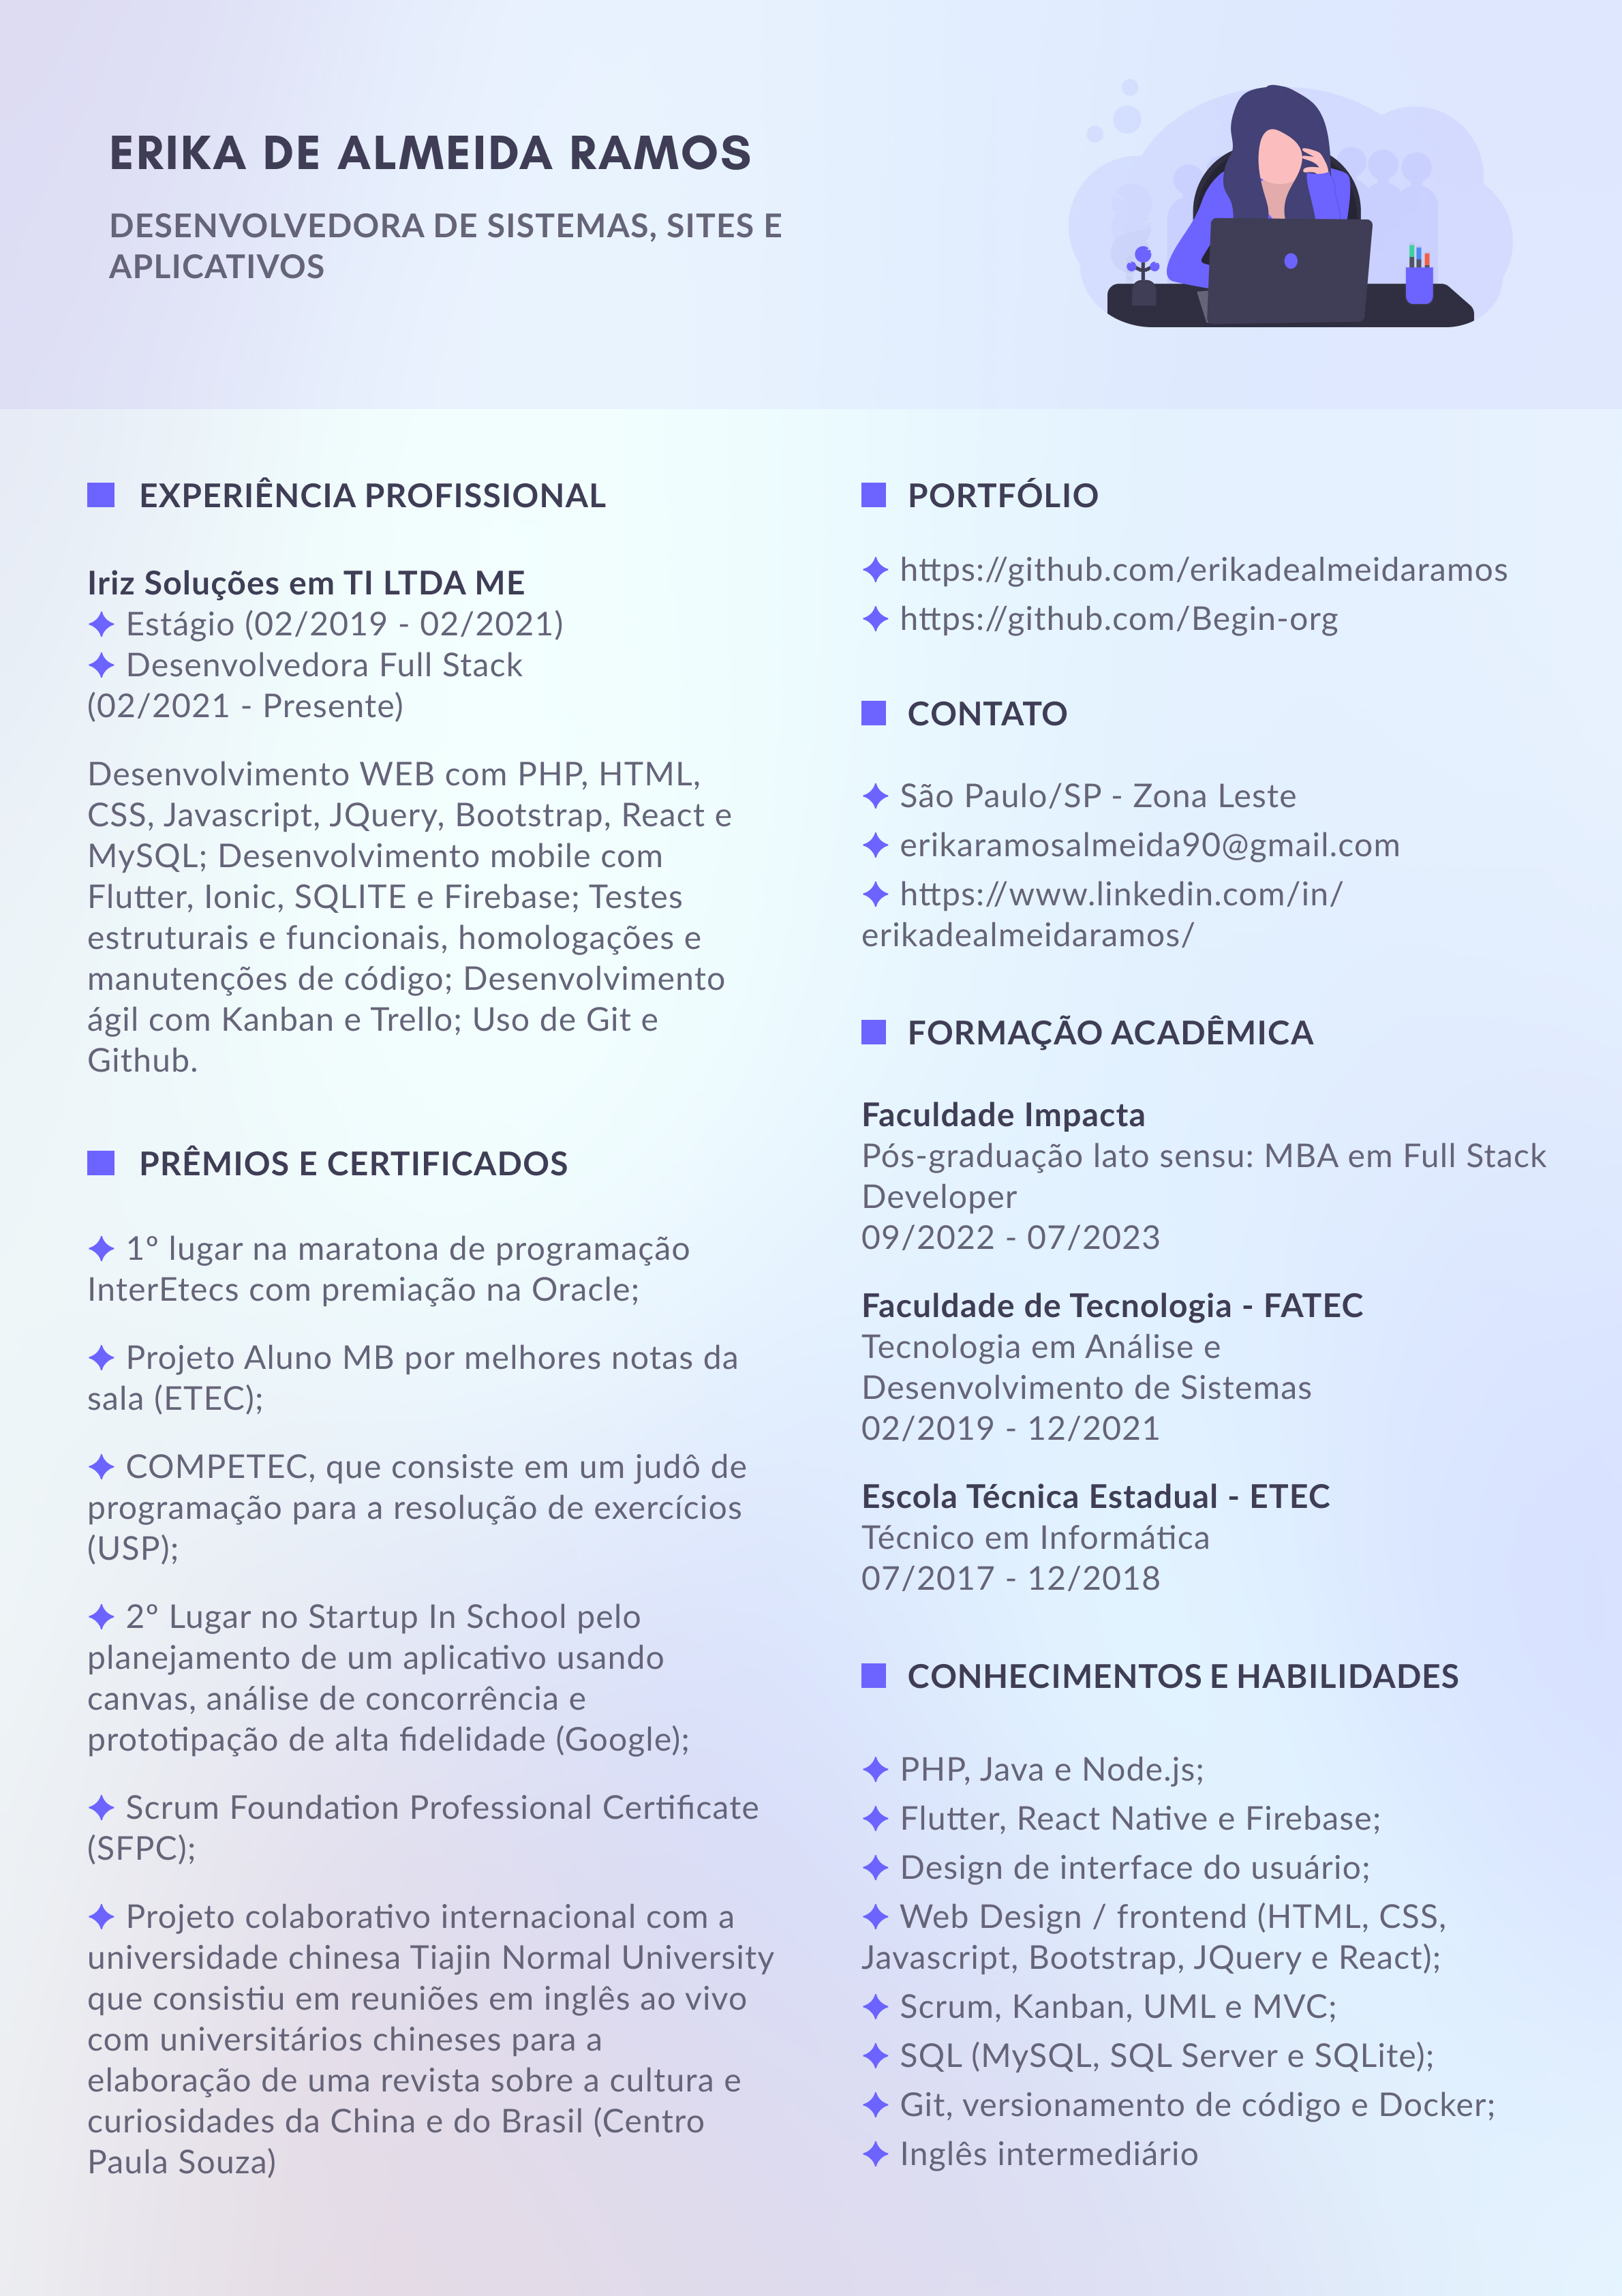 ERIKA DE ALMEIDA RAMOS
DESENVOLVEDORA DE SISTEMAS, SITES E
APLICATIVOS
EXPERIÊNCIA PROFISSIONAL
Iriz Soluções em TI LTDA ME
✦ Estágio (02/2019 - 02/2021)
✦ Desenvolvedora Full Stack
(02/2021 - Presente)
Desenvolvimento WEB com PHP, HTML,
CSS, Javascript, JQuery, Bootstrap, React e
MySQL; Desenvolvimento mobile com
Flutter, Ionic, SQLITE e Firebase; Testes
estruturais e funcionais, homologações e
manutenções de código; Desenvolvimento
ágil com Kanban e Trello; Uso de Git e
Github.
PRÊMIOS E CERTIFICADOS
✦ 1º lugar na maratona de programação
InterEtecs com premiação na Oracle;
✦ Projeto Aluno MB por melhores notas da
sala (ETEC);
✦ COMPETEC, que consiste em um judô de
programação para a resolução de exercícios
(USP);
✦ 2º Lugar no Startup In School pelo
planejamento de um aplicativo usando
canvas, análise de concorrência e
prototipação de alta fidelidade (Google);
✦ Scrum Foundation Professional Certificate
(SFPC);
✦ Projeto colaborativo internacional com a
universidade chinesa Tiajin Normal University
que consistiu em reuniões em inglês ao vivo
com universitários chineses para a
elaboração de uma revista sobre a cultura e
curiosidades da China e do Brasil (Centro
Paula Souza)
PORTFÓLIO
✦ https://github.com/erikadealmeidaramos
✦ https://github.com/Begin-org
CONTATO
✦ São Paulo/SP - Zona Leste
✦ erikaramosalmeida90@gmail.com
✦ https://www.linkedin.com/in/
erikadealmeidaramos/
FORMAÇÃO ACADÊMICA
Faculdade Impacta
Pós-graduação lato sensu: MBA em Full Stack
Developer
09/2022 - 07/2023
Faculdade de Tecnologia - FATEC
Tecnologia em Análise e
Desenvolvimento de Sistemas
02/2019 - 12/2021
Escola Técnica Estadual - ETEC
Técnico em Informática
07/2017 - 12/2018
CONHECIMENTOS E HABILIDADES
✦ PHP, Java e Node.js;
✦ Flutter, React Native e Firebase;
✦ Design de interface do usuário;
✦ Web Design / frontend (HTML, CSS,
Javascript, Bootstrap, JQuery e React);
✦ Scrum, Kanban, UML e MVC;
✦ SQL (MySQL, SQL Server e SQLite);
✦ Git, versionamento de código e Docker;
✦ Inglês intermediário